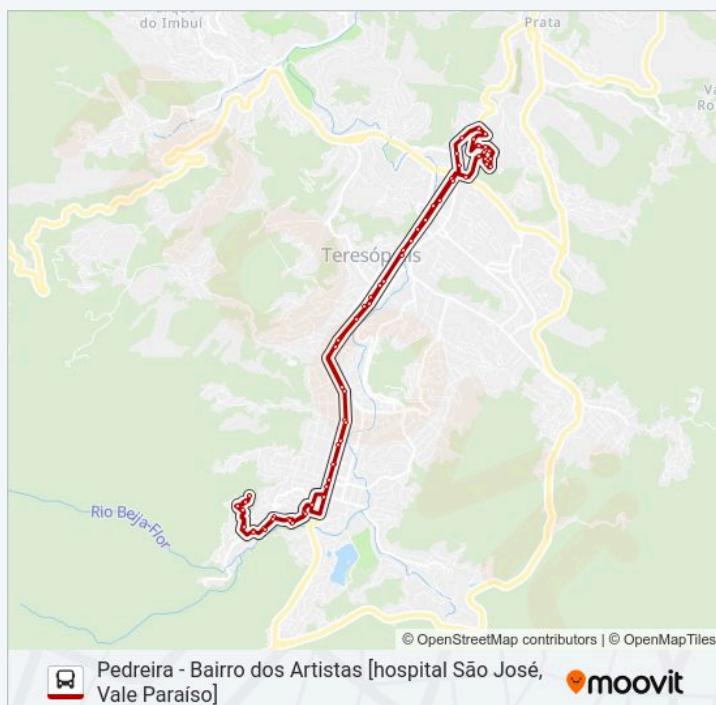 Parque
do Imbuí
Prata
Teresópolis
Rio Beija-Flor
© OpenStreetMap contributors | © OpenMapTiles
Pedreira - Bairro dos Artistas [hospital São José,
Vale Paraíso]
moovit